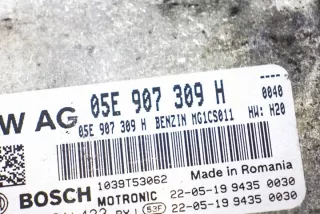 05E 907 309 H
W AG
05E 907 309 H BENZIN MG1CS011
0040
HW: H20
1039T53062
Made in Romania
BOSCH
MOTRONIC
22-05-19 9435 0030
53F
22-05-19 9435 0030